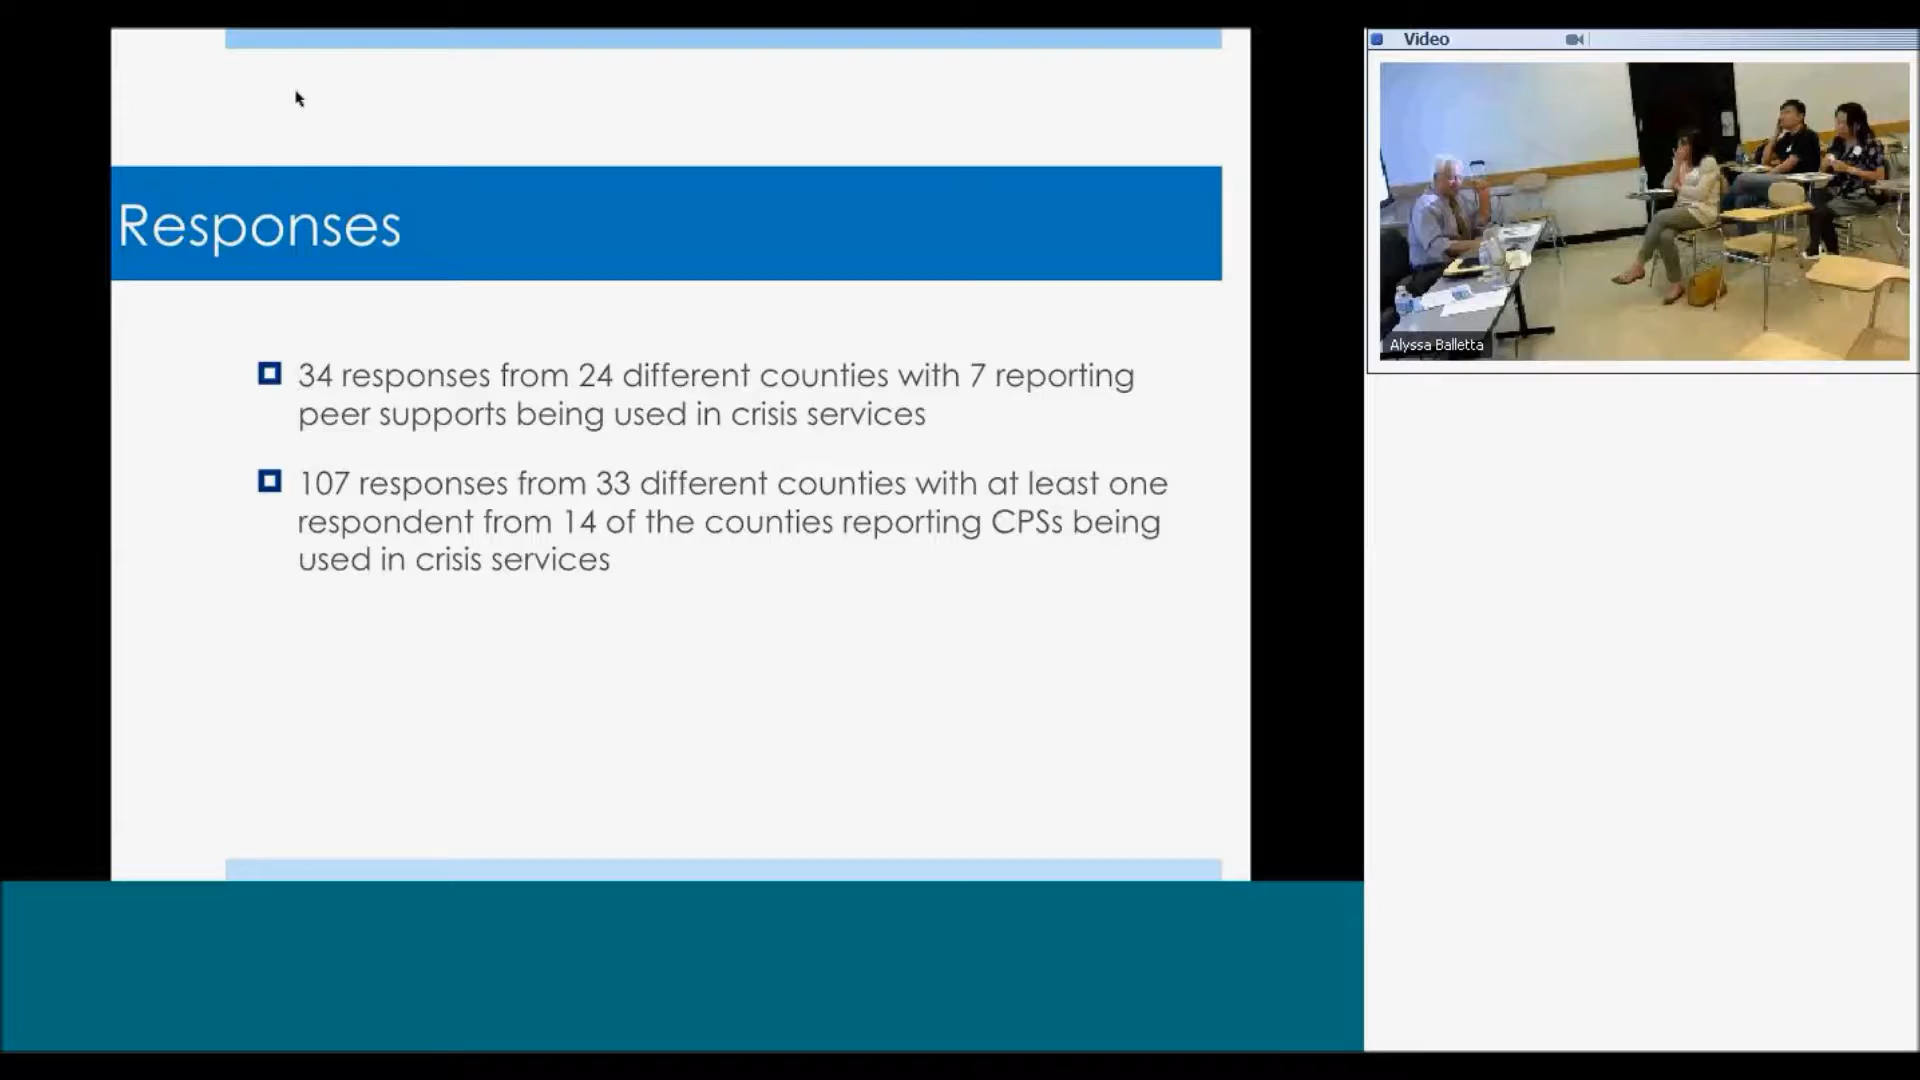 Responses
34 responses from 24 different counties with 7 reporting
peer supports being used in crisis services
107 responses from 33 different counties with at least one
respondent from 14 of the counties reporting CPSs being
used in crisis services
Video
Alyssa Balletta